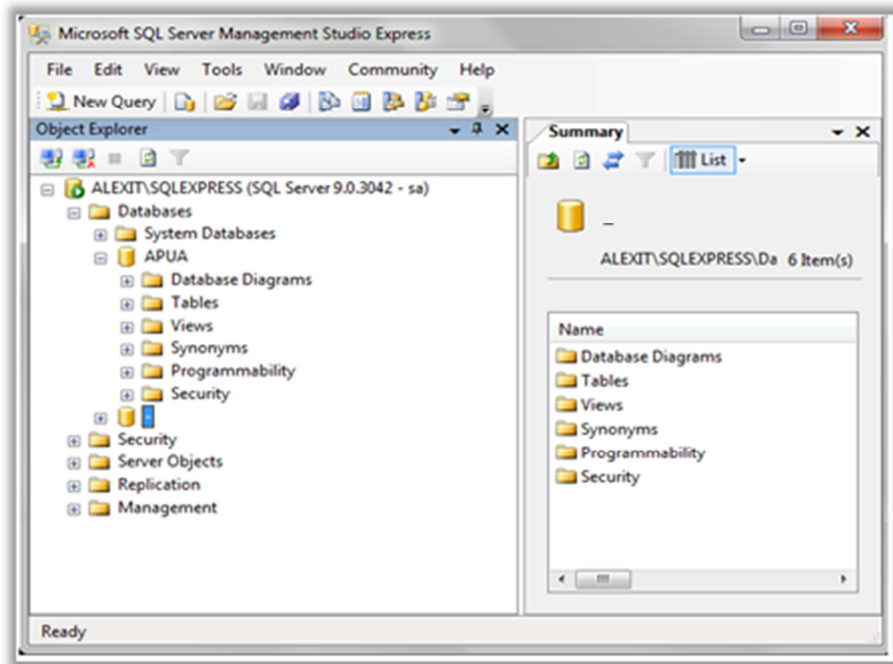 Microsoft SQL Server Management Studio Express
File Edit View Tools Window Community Help
New Query
Object Explorer
ALEXIT\SQLEXPRESS (SQL Server 9.0.3042 - sa)
Databases
System Databases
APUA
Database Diagrams
Tables
Views
Synonyms
Programmability
Security
-
Security
Server Objects
Replication
Management
Summary
List
_
ALEXIT\SQLEXPRESS\Da 6 Item(s)
Name
Database Diagrams
Tables
Views
Synonyms
Programmability
Security
Ready